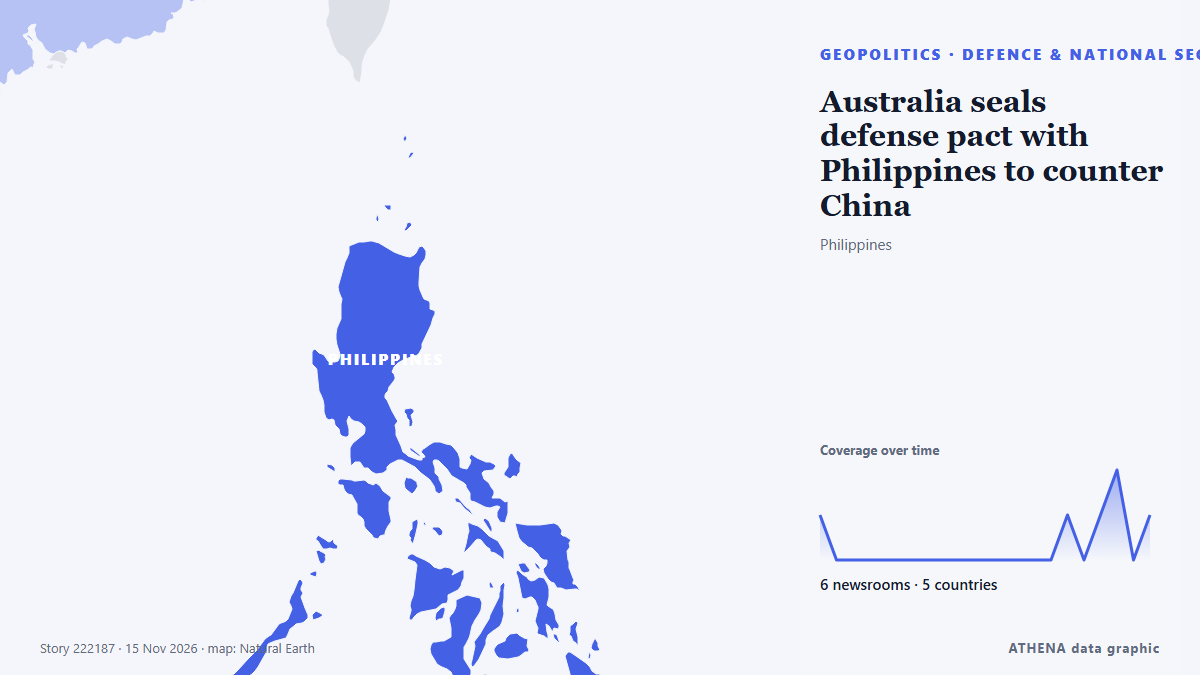 GEOPOLITICS · DEFENCE & NATIONAL
Australia seals
defense pact with
Philippines to counter
China
Philippines
PHILIPPINES
Coverage over time
6 newsrooms · 5 countries
Story 222187 · 15 Nov 2026 · map: Natural Earth
ATHENA data graphic